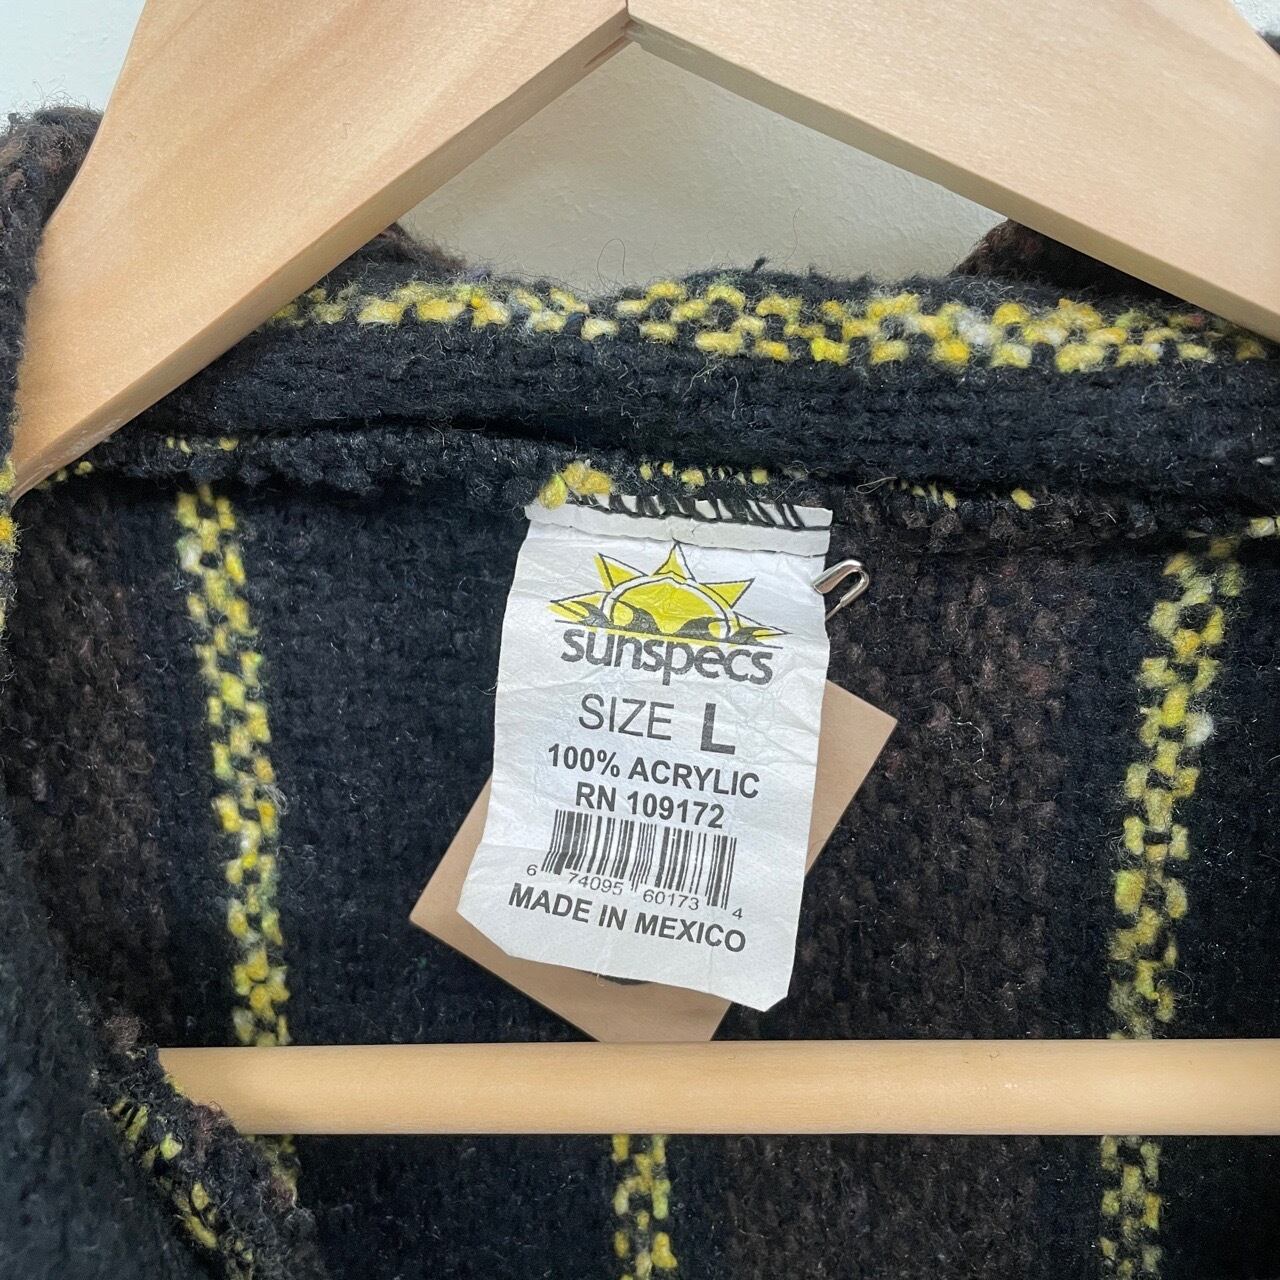 sunspecs
SIZE L
100% ACRYLIC
RN 109172
6 74095 60173 4
MADE IN MEXICO